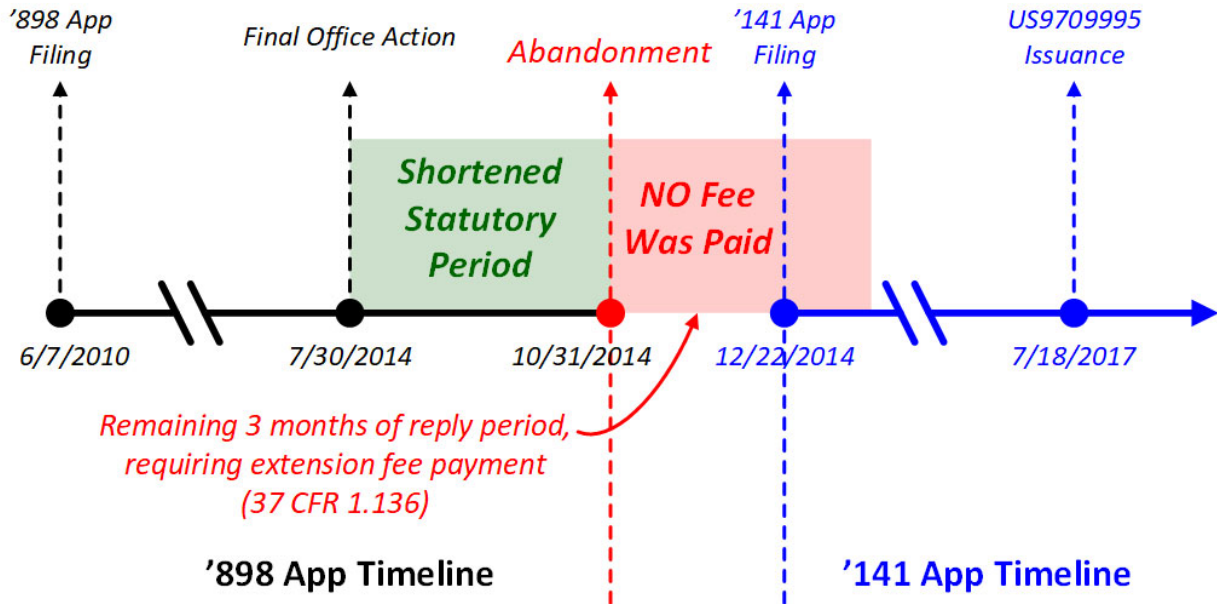 ’898 App
Filing
Final Office Action
Abandonment
’141 App
Filing
US9709995
Issuance
Shortened
Statutory
Period
NO Fee
Was Paid
6/7/2010
7/30/2014
10/31/2014
12/22/2014
7/18/2017
Remaining 3 months of reply period,
requiring extension fee payment
(37 CFR 1.136)
’898 App Timeline
’141 App Timeline